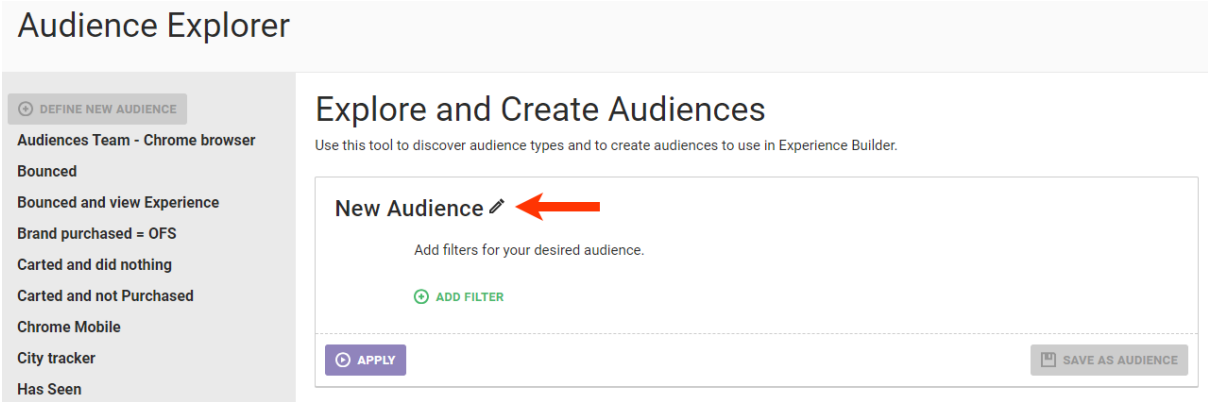 Audience Explorer
DEFINE NEW AUDIENCE
Audiences Team - Chrome browser
Bounced
Bounced and view Experience
Brand purchased = OFS
Carted and did nothing
Carted and not Purchased
Chrome Mobile
City tracker
Has Seen
Explore and Create Audiences
Use this tool to discover audience types and to create audiences to use in Experience Builder.
New Audience
Add filters for your desired audience.
ADD FILTER
APPLY
SAVE AS AUDIENCE